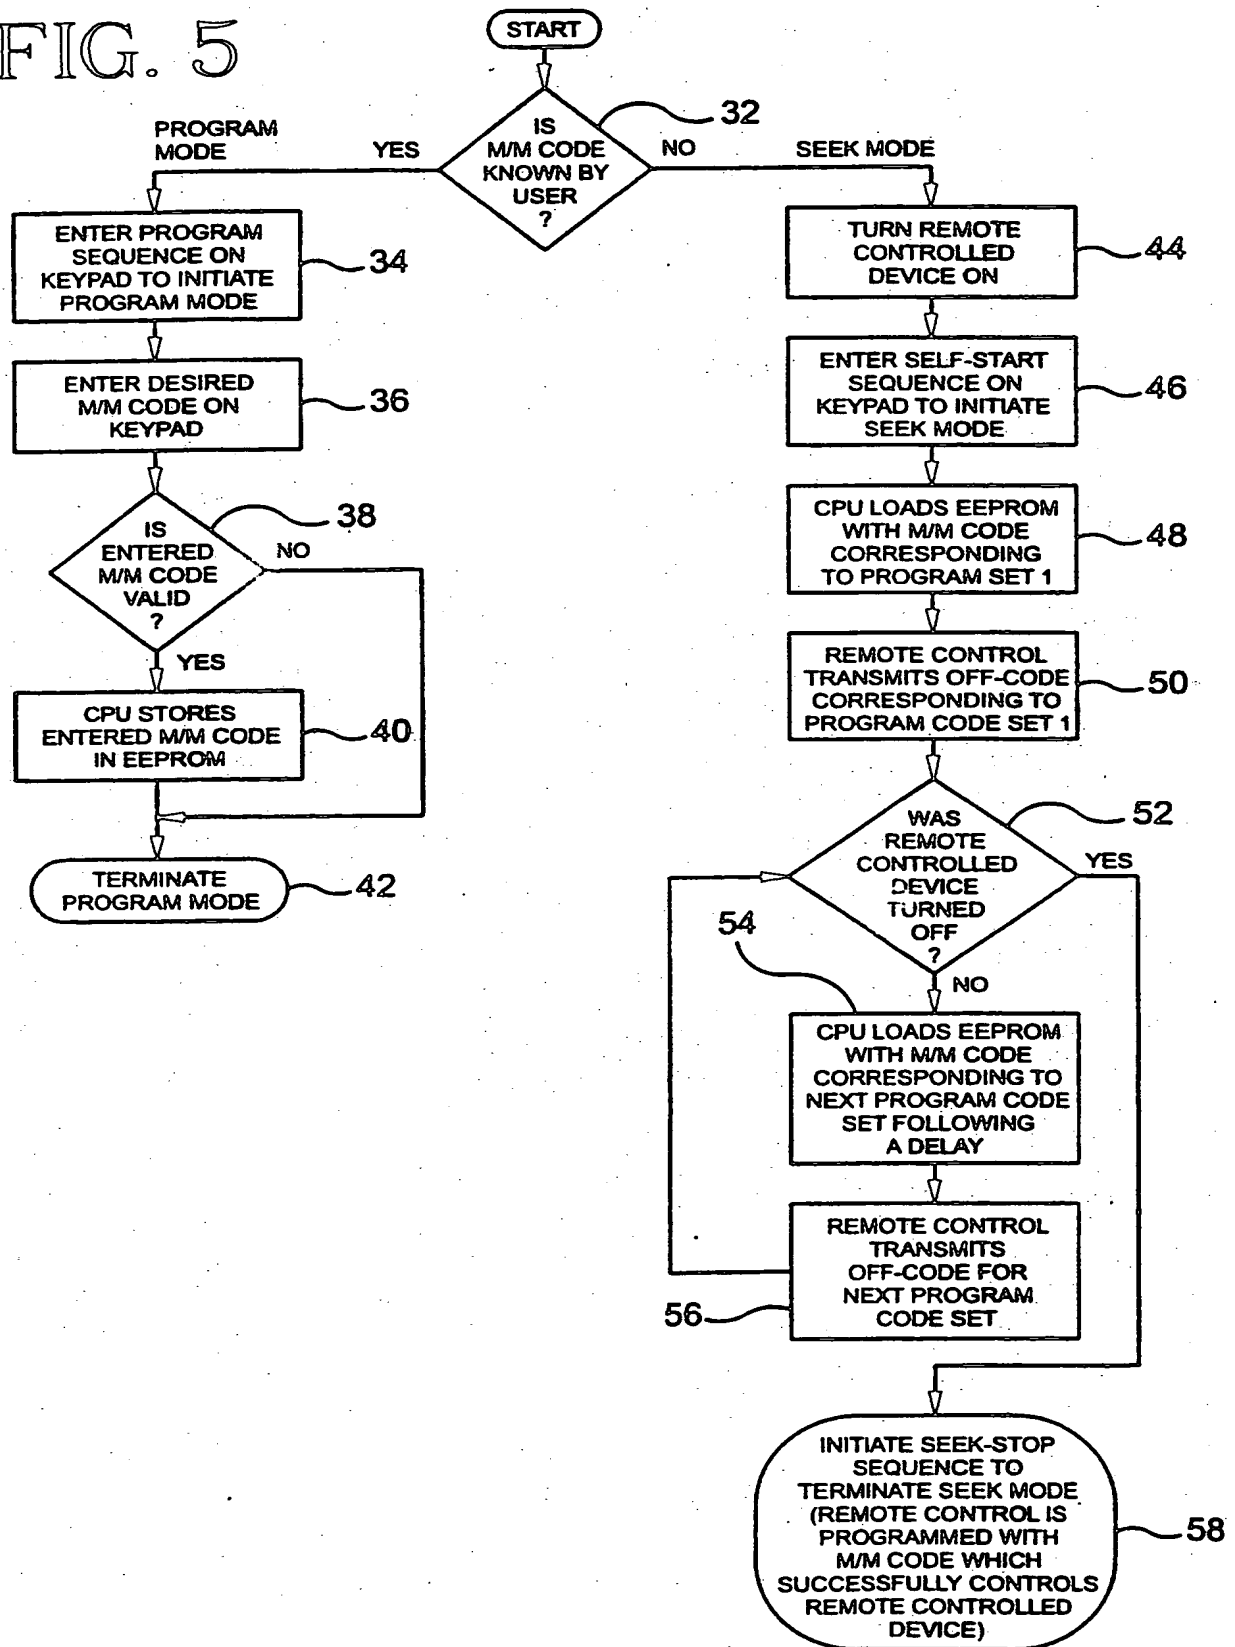 FIG. 5
START
32
IS
M/M CODE
KNOWN BY
USER
?
PROGRAM
MODE
YES
NO
SEEK MODE
ENTER PROGRAM
SEQUENCE ON
KEYPAD TO INITIATE
PROGRAM MODE
34
ENTER DESIRED
M/M CODE ON
KEYPAD
36
IS
ENTERED
M/M CODE
VALID
?
38
NO
YES
CPU STORES
ENTERED M/M CODE
IN EEPROM
40
TERMINATE
PROGRAM MODE
42
TURN REMOTE
CONTROLLED
DEVICE ON
44
ENTER SELF-START
SEQUENCE ON
KEYPAD TO INITIATE
SEEK MODE
46
CPU LOADS EEPROM
WITH M/M CODE
CORRESPONDING
TO PROGRAM SET 1
48
REMOTE CONTROL
TRANSMITS OFF-CODE
CORRESPONDING TO
PROGRAM CODE SET 1
50
WAS
REMOTE
CONTROLLED
DEVICE
TURNED
OFF
?
52
YES
54
NO
CPU LOADS EEPROM
WITH M/M CODE
CORRESPONDING TO
NEXT PROGRAM CODE
SET FOLLOWING
A DELAY
REMOTE CONTROL
TRANSMITS
OFF-CODE FOR
NEXT PROGRAM
CODE SET
56
INITIATE SEEK-STOP
SEQUENCE TO
TERMINATE SEEK MODE
(REMOTE CONTROL IS
PROGRAMMED WITH
M/M CODE WHICH
SUCCESSFULLY CONTROLS
REMOTE CONTROLLED
DEVICE)
58